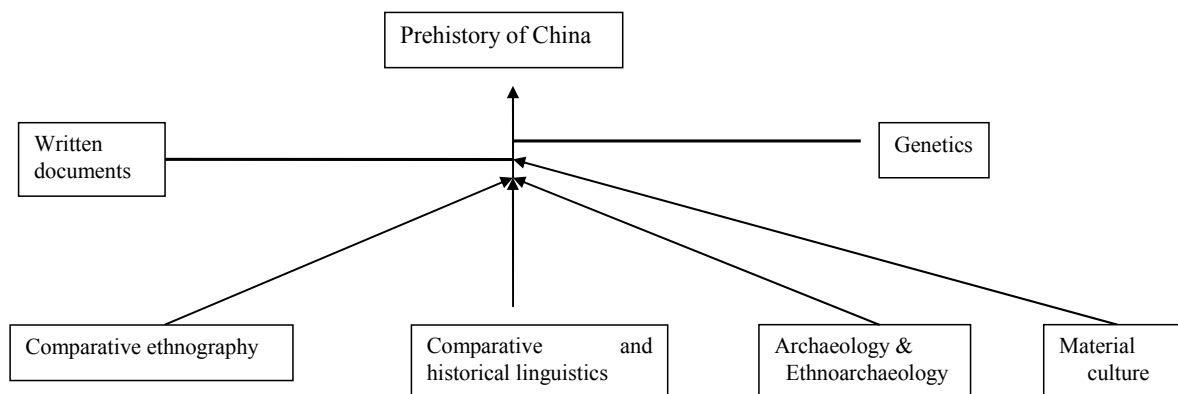 Prehistory of China
Written
documents
Genetics
Comparative ethnography
Comparative and
historical linguistics
Archaeology &
Ethnoarchaeology
Material
culture